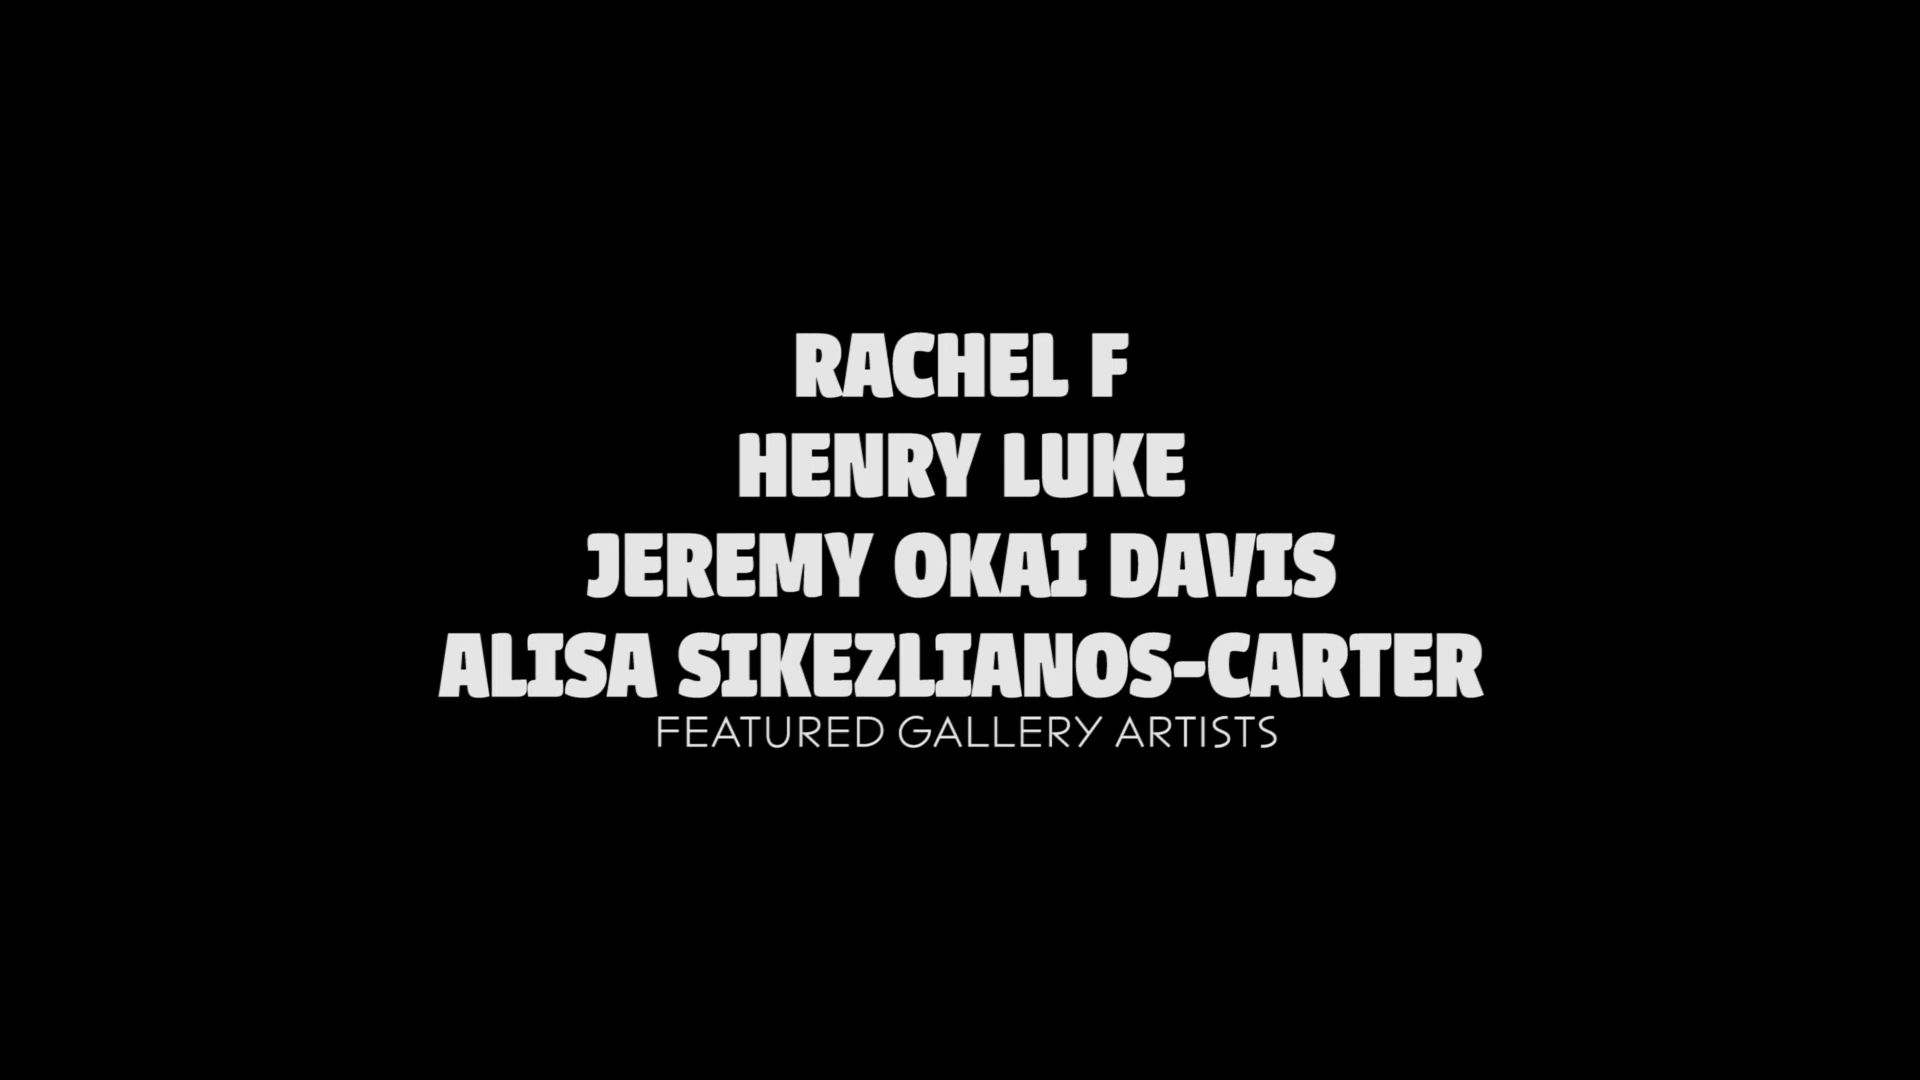 RACHEL F
HENRY LUKE
JEREMY OKAI DAVIS
ALISA SIKEZLIANOS-CARTER
FEATURED GALLERY ARTISTS